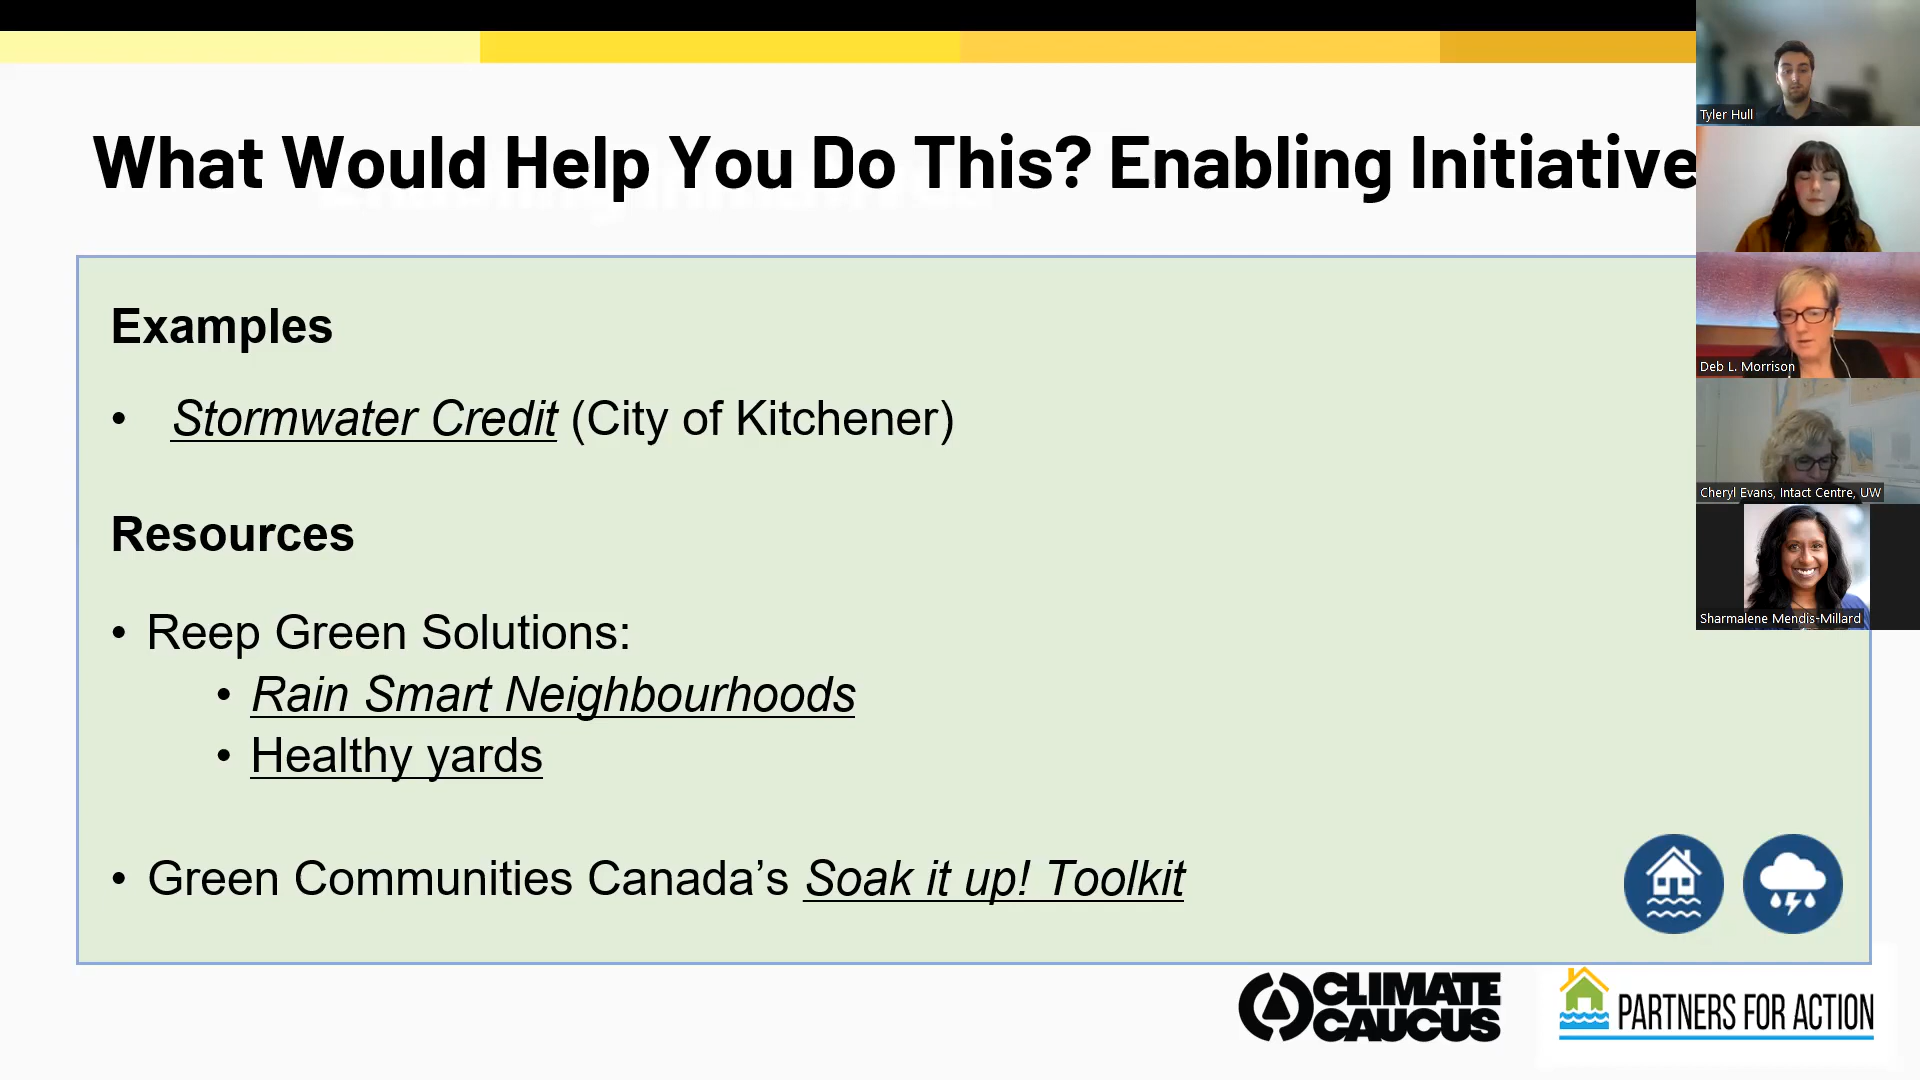 What Would Help You Do This? Enabling Initiative
Examples
• Stormwater Credit (City of Kitchener)
Resources
• Reep Green Solutions:
• Rain Smart Neighbourhoods
• Healthy yards
• Green Communities Canada’s Soak it up! Toolkit
CLIMATE
CAUCUS
PARTNERS FOR ACTION
Tyler Hull
Deb L. Morrison
Cheryl Evans, Intact Centre, UW
Sharmalene Mendis-Millard